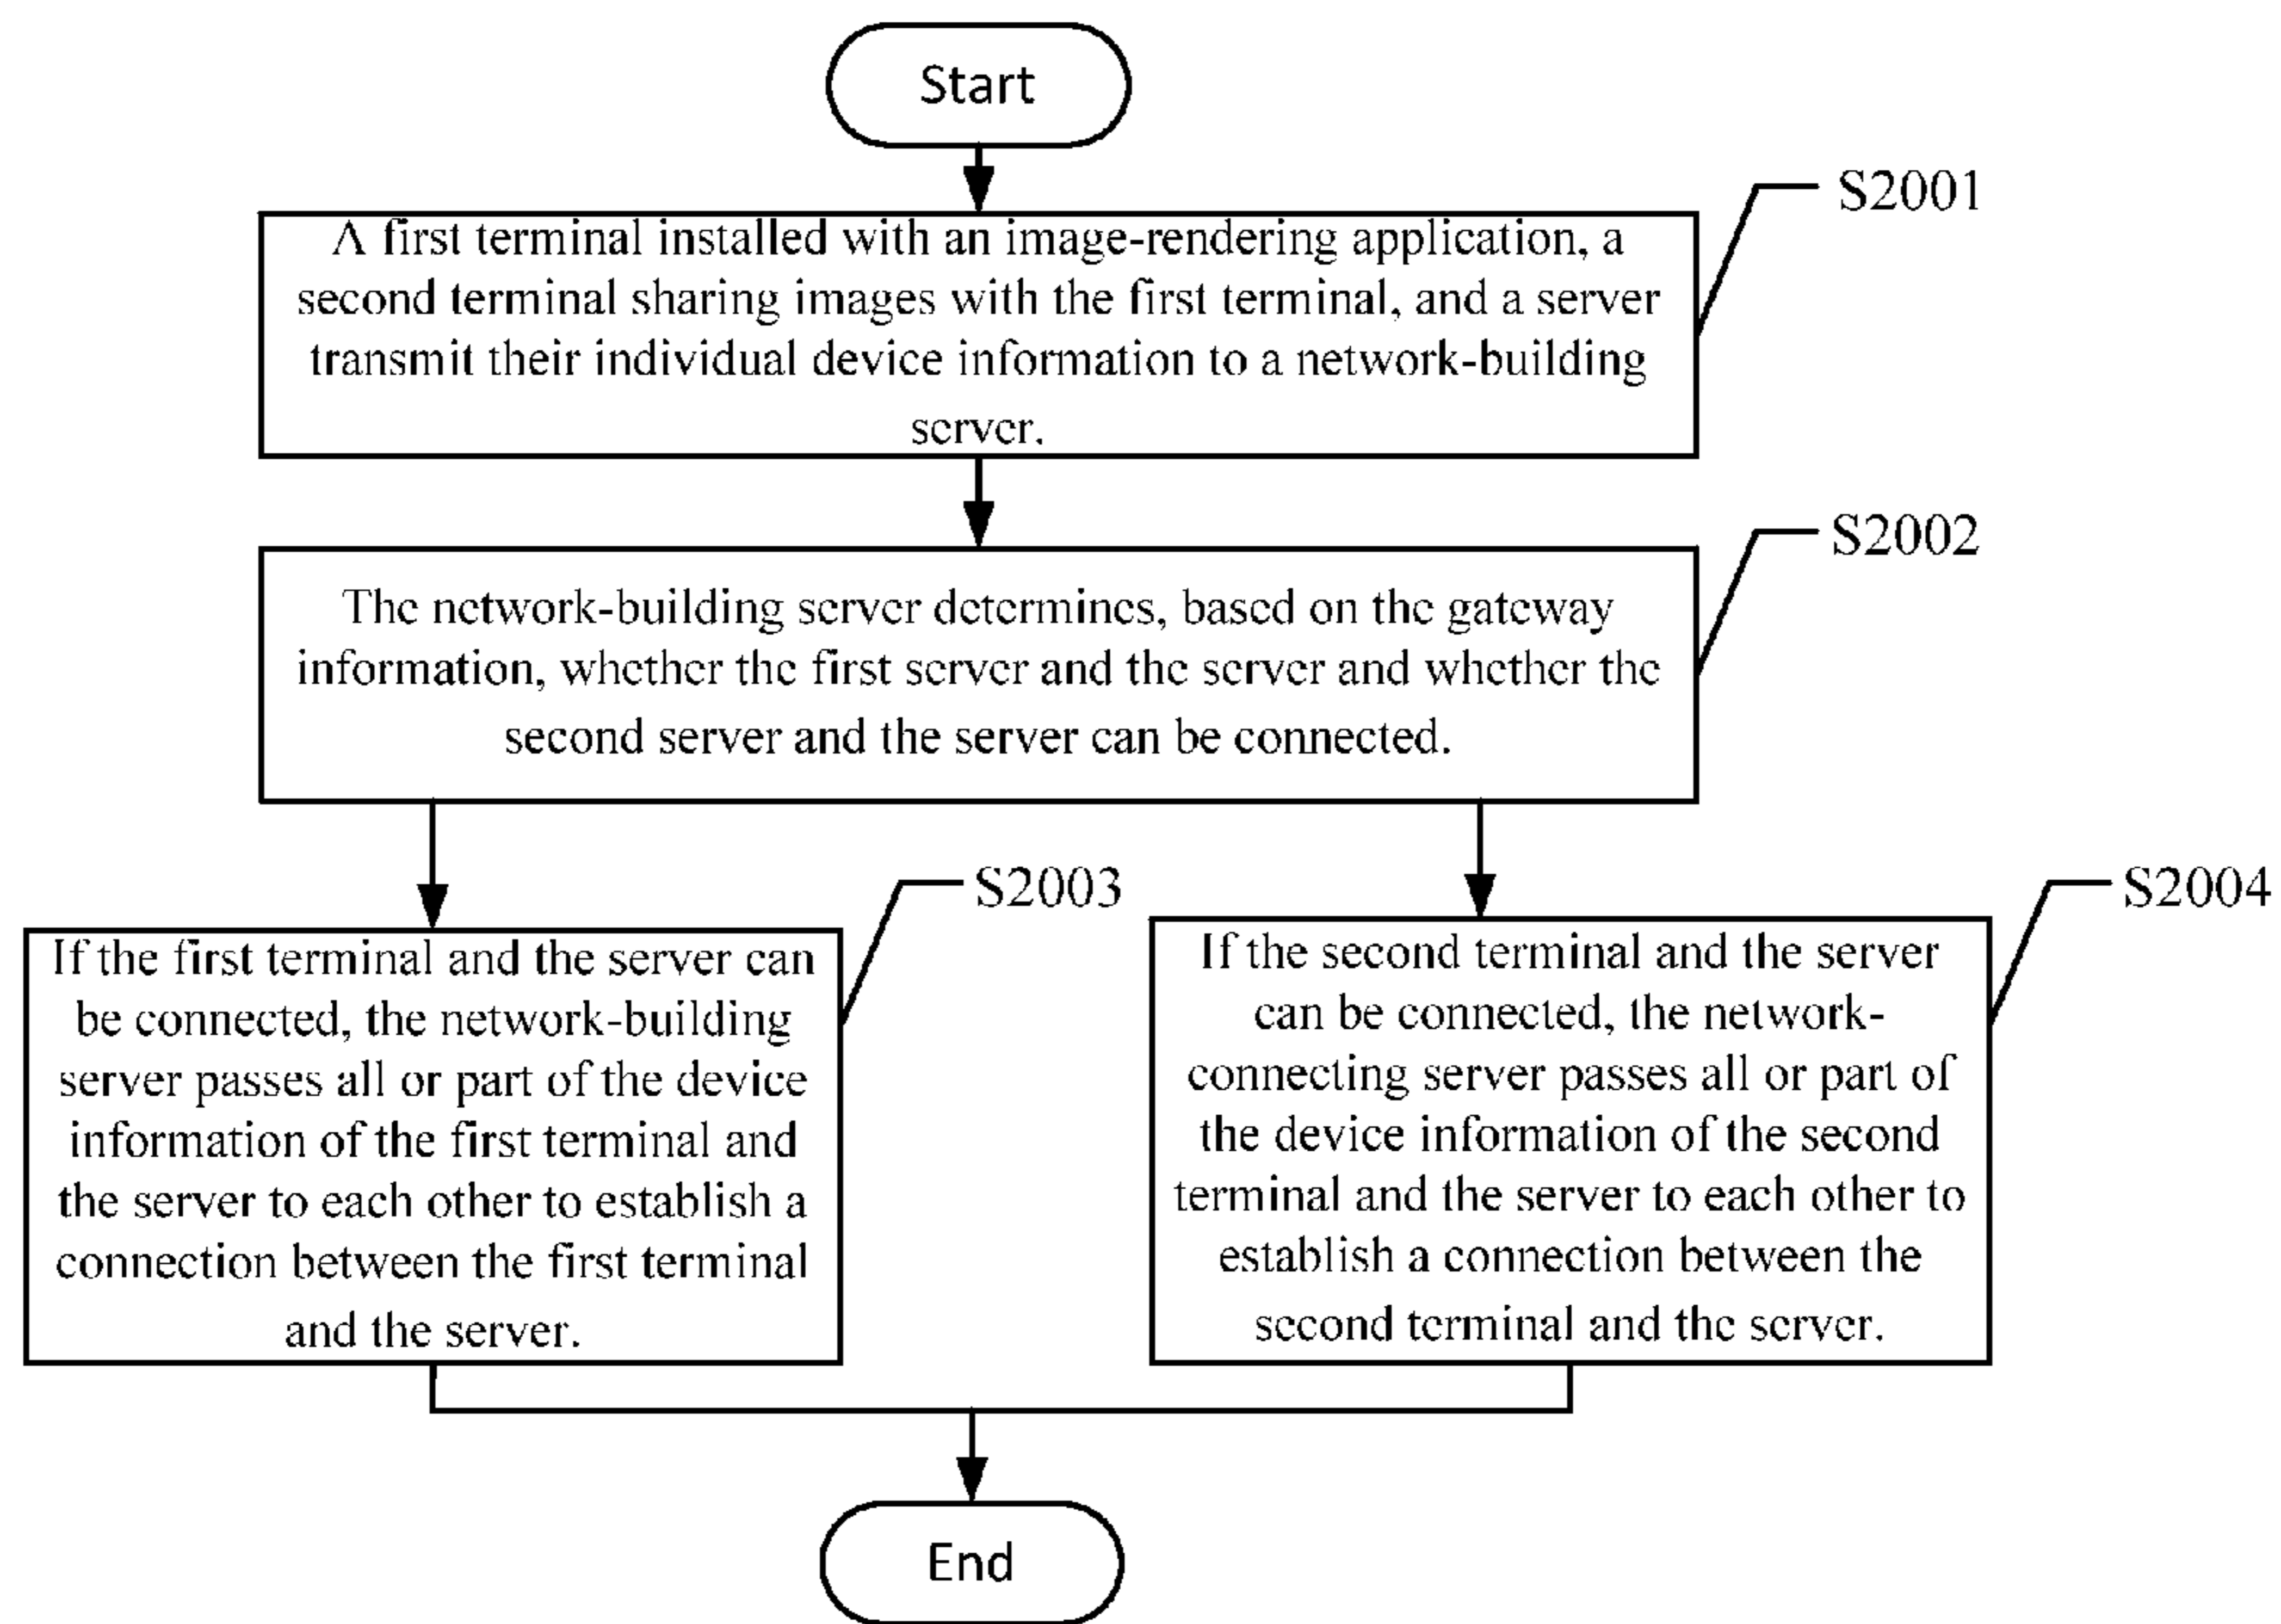 Start
S2001
A first terminal installed with an image-rendering application, a
second terminal sharing images with the first terminal, and a server
transmit their individual device information to a network-building
server.
S2002
The network-building server determines, based on the gateway
information, whether the first server and the server and whether the
second server and the server can be connected.
S2003
If the first terminal and the server can
be connected, the network-building
server passes all or part of the device
information of the first terminal and
the server to each other to establish a
connection between the first terminal
and the server.
S2004
If the second terminal and the server
can be connected, the network-
connecting server passes all or part of
the device information of the second
terminal and the server to each other to
establish a connection between the
second terminal and the server.
End